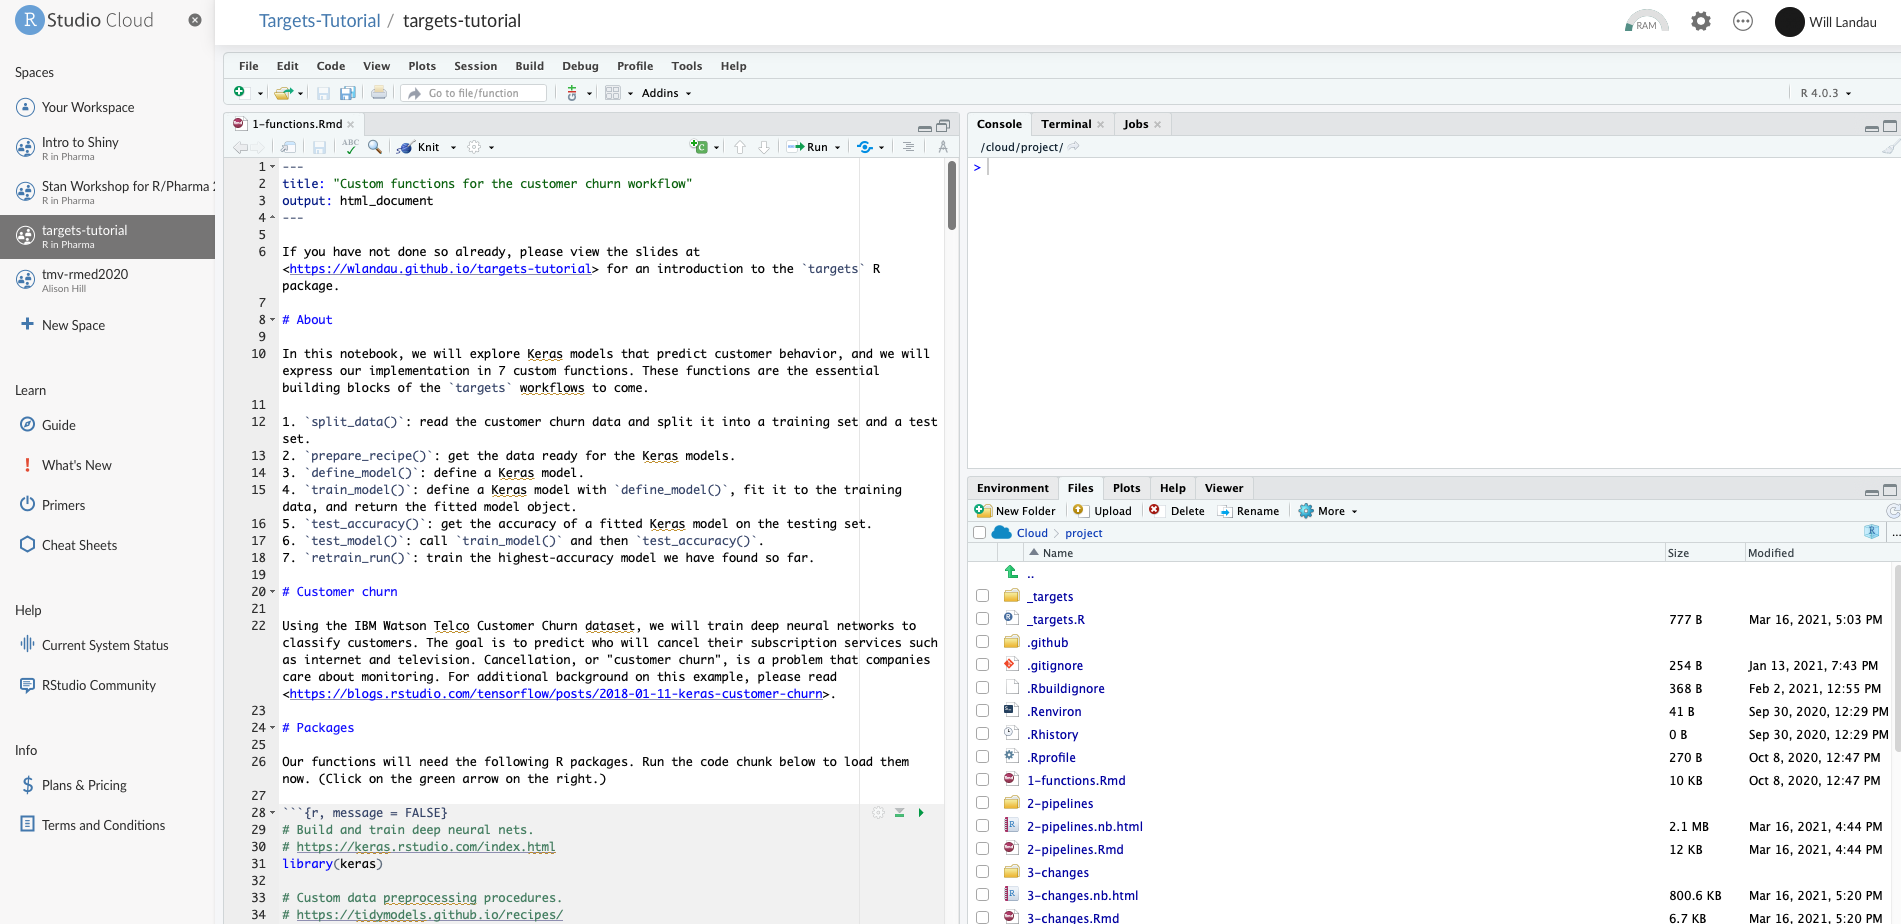 R Studio Cloud
Spaces
Your Workspace
Intro to Shiny
R in Pharma
Stan Workshop for R/Pharma 2
R in Pharma
targets-tutorial
R in Pharma
tmv-rmed2020
Alison Hill
New Space
Learn
Guide
What's New
Primers
Cheat Sheets
Help
Current System Status
RStudio Community
Info
Plans & Pricing
Terms and Conditions
Targets-Tutorial / targets-tutorial
RAM
Will Landau
File Edit Code View Plots Session Build Debug Profile Tools Help
Go to file/function
Addins
R 4.0.3
1-functions.Rmd
ABC
Knit
Run
1 ---
2 title: "Custom functions for the customer churn workflow"
3 output: html_document
4 ---
5
6 If you have not done so already, please view the slides at
<https://wlandau.github.io/targets-tutorial> for an introduction to the `targets` R
package.
7
8 # About
9
10 In this notebook, we will explore Keras models that predict customer behavior, and we will
express our implementation in 7 custom functions. These functions are the essential
building blocks of the `targets` workflows to come.
11
12 1. `split_data()`: read the customer churn data and split it into a training set and a test
set.
13 2. `prepare_recipe()`: get the data ready for the Keras models.
14 3. `define_model()`: define a Keras model.
15 4. `train_model()`: define a Keras model with `define_model()`, fit it to the training
data, and return the fitted model object.
16 5. `test_accuracy()`: get the accuracy of a fitted Keras model on the testing set.
17 6. `test_model()`: call `train_model()` and then `test_accuracy()`.
18 7. `retrain_run()`: train the highest-accuracy model we have found so far.
19
20 # Customer churn
21
22 Using the IBM Watson Telco Customer Churn dataset, we will train deep neural networks to
classify customers. The goal is to predict who will cancel their subscription services such
as internet and television. Cancellation, or "customer churn", is a problem that companies
care about monitoring. For additional background on this example, please read
<https://blogs.rstudio.com/tensorflow/posts/2018-01-11-keras-customer-churn>.
23
24 # Packages
25
26 Our functions will need the following R packages. Run the code chunk below to load them
now. (Click on the green arrow on the right.)
27
28 ```{r, message = FALSE}
29 # Build and train deep neural nets.
30 # https://keras.rstudio.com/index.html
31 library(keras)
32
33 # Custom data preprocessing procedures.
34 # https://tidymodels.github.io/recipes/
Console Terminal Jobs
/cloud/project/
>
Environment Files Plots Help Viewer
New Folder Upload Delete Rename More
Cloud project
...
Name Size Modified
..
_targets
_targets.R 777 B Mar 16, 2021, 5:03 PM
.github
.gitignore 254 B Jan 13, 2021, 7:43 PM
.Rbuildignore 368 B Feb 2, 2021, 12:55 PM
.Renviron 41 B Sep 30, 2020, 12:29 PM
.Rhistory 0 B Sep 30, 2020, 12:29 PM
.Rprofile 270 B Oct 8, 2020, 12:47 PM
1-functions.Rmd 10 KB Oct 8, 2020, 12:47 PM
2-pipelines
2-pipelines.nb.html 2.1 MB Mar 16, 2021, 4:44 PM
2-pipelines.Rmd 12 KB Mar 16, 2021, 4:44 PM
3-changes
3-changes.nb.html 800.6 KB Mar 16, 2021, 5:20 PM
3-changes.Rmd 6.7 KB Mar 16, 2021, 5:20 PM